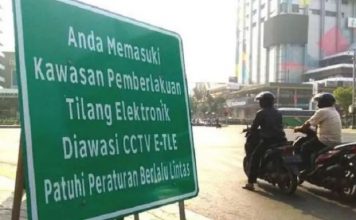 Anda Memasuki
Kawasan Pemberlakuan
Tilang Elektronik
Diawasi CCTV E-TLE
Patuhi Peraturan Berlalu Lintas